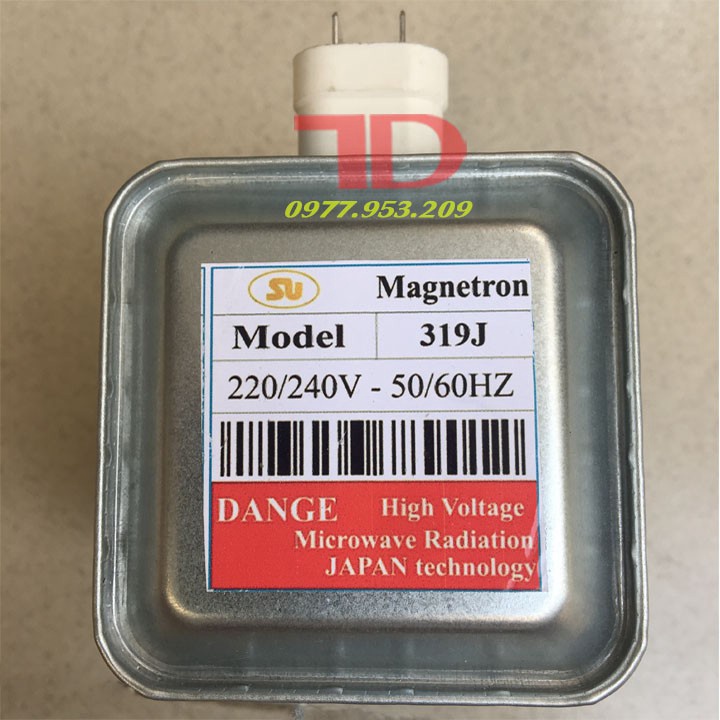 TD
0977.953.209
SU Magnetron
Model 319J
220/240V - 50/60HZ
DANGE High Voltage
Microwave Radiation
JAPAN technology